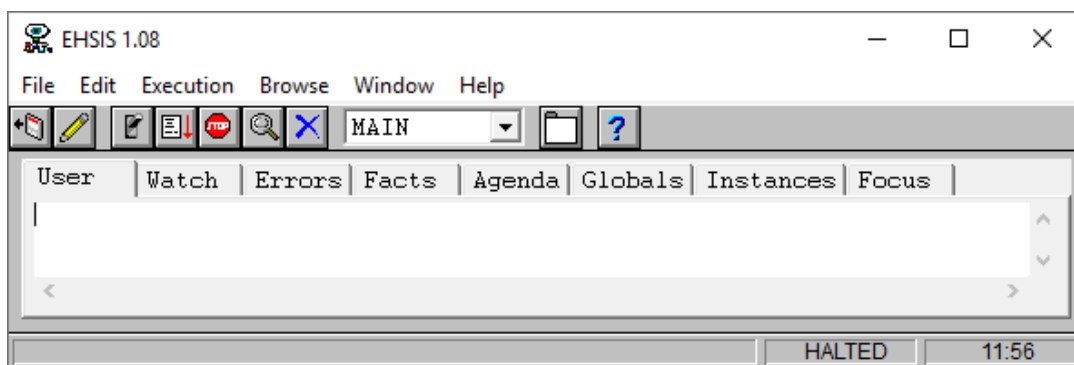 EHSIS 1.08
File Edit Execution Browse Window Help
STOP MAIN ?
User Watch Errors Facts Agenda Globals Instances Focus
HALTED 11:56